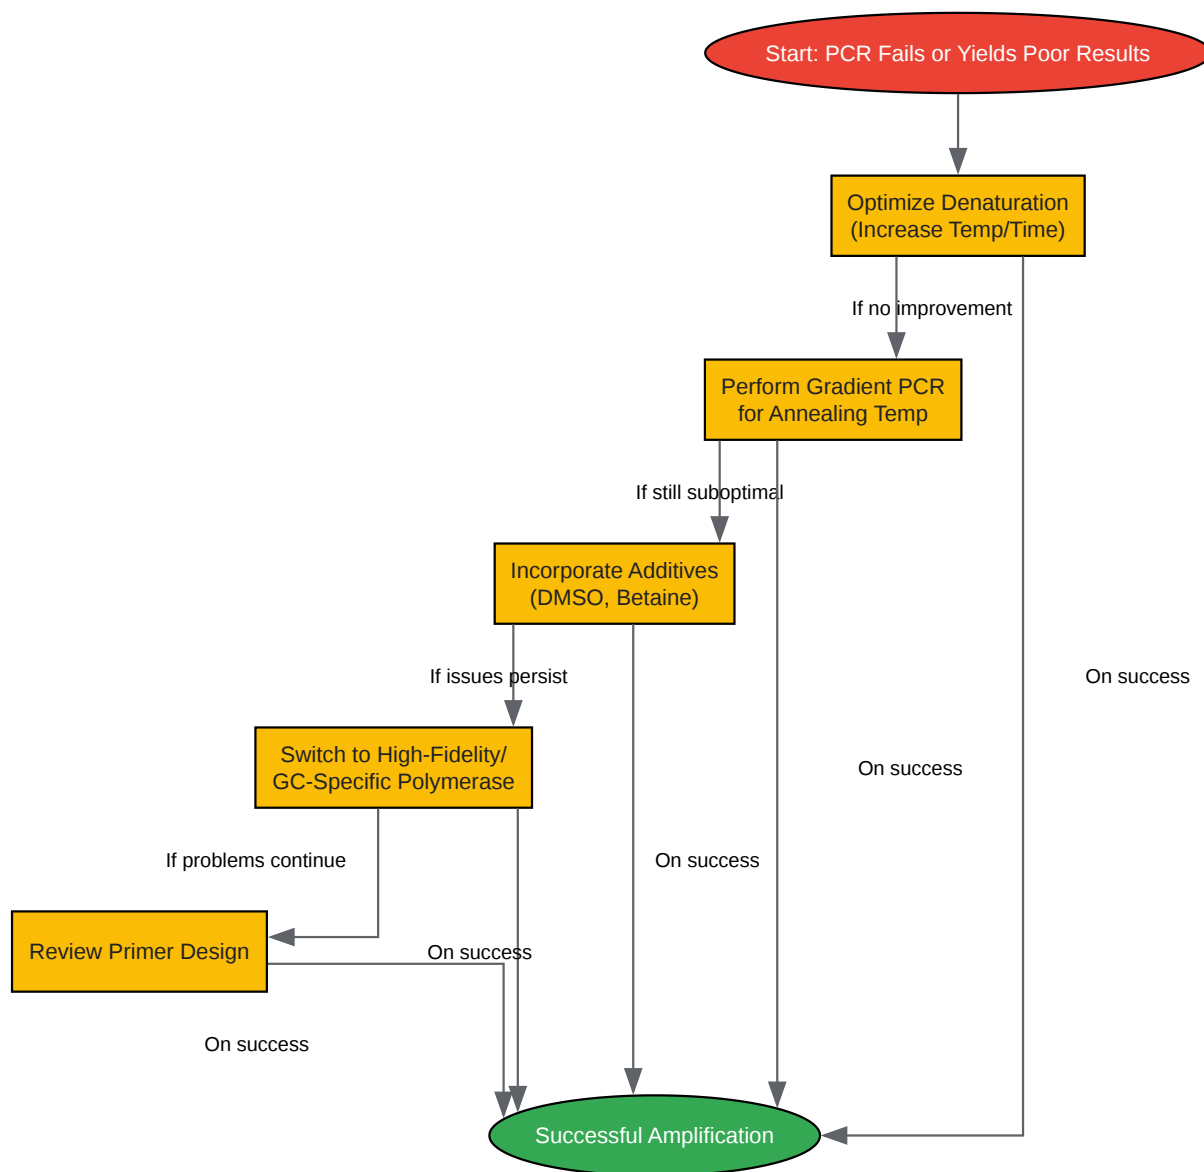 Start: PCR Fails or Yields Poor Results
Optimize Denaturation
(Increase Temp/Time)
If no improvement
Perform Gradient PCR
for Annealing Temp
If still suboptimal
Incorporate Additives
(DMSO, Betaine)
If issues persist
On success
Switch to High-Fidelity/
GC-Specific Polymerase
On success
If problems continue
On success
Review Primer Design
On success
On success
Successful Amplification